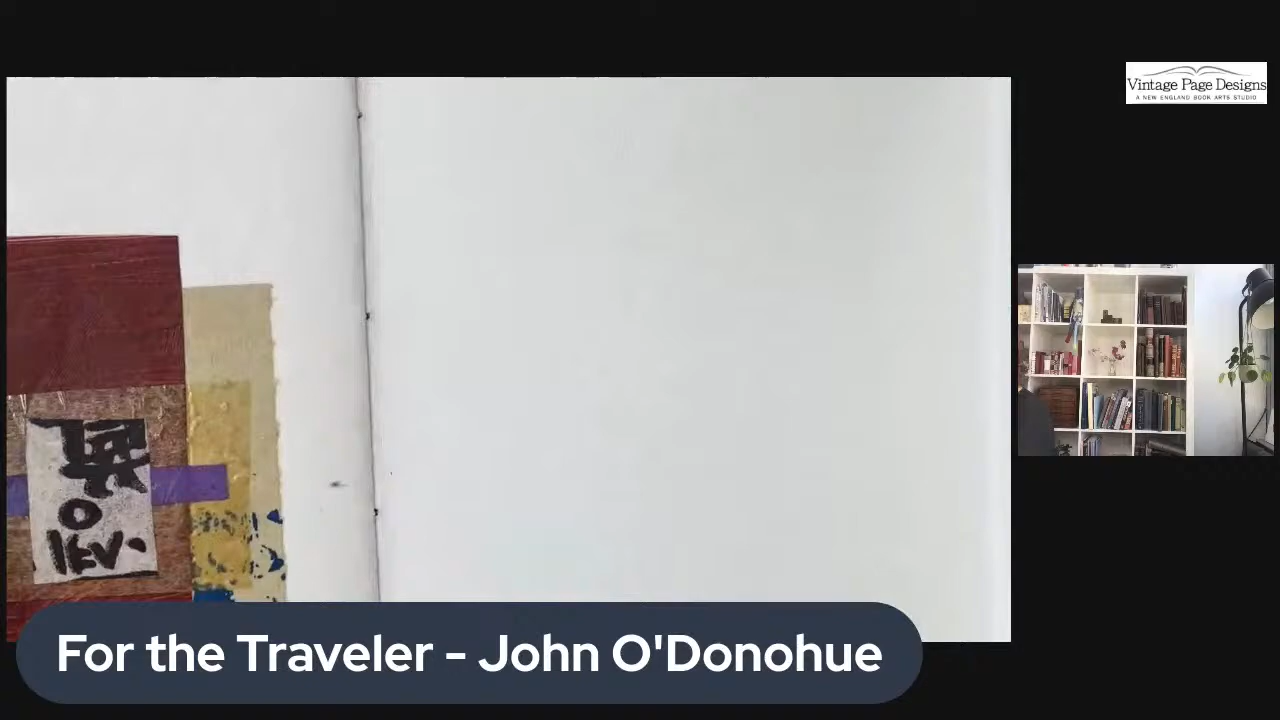 Vintage Page Designs
A NEW ENGLAND BOOK ARTS STUDIO
For the Traveler - John O'Donohue